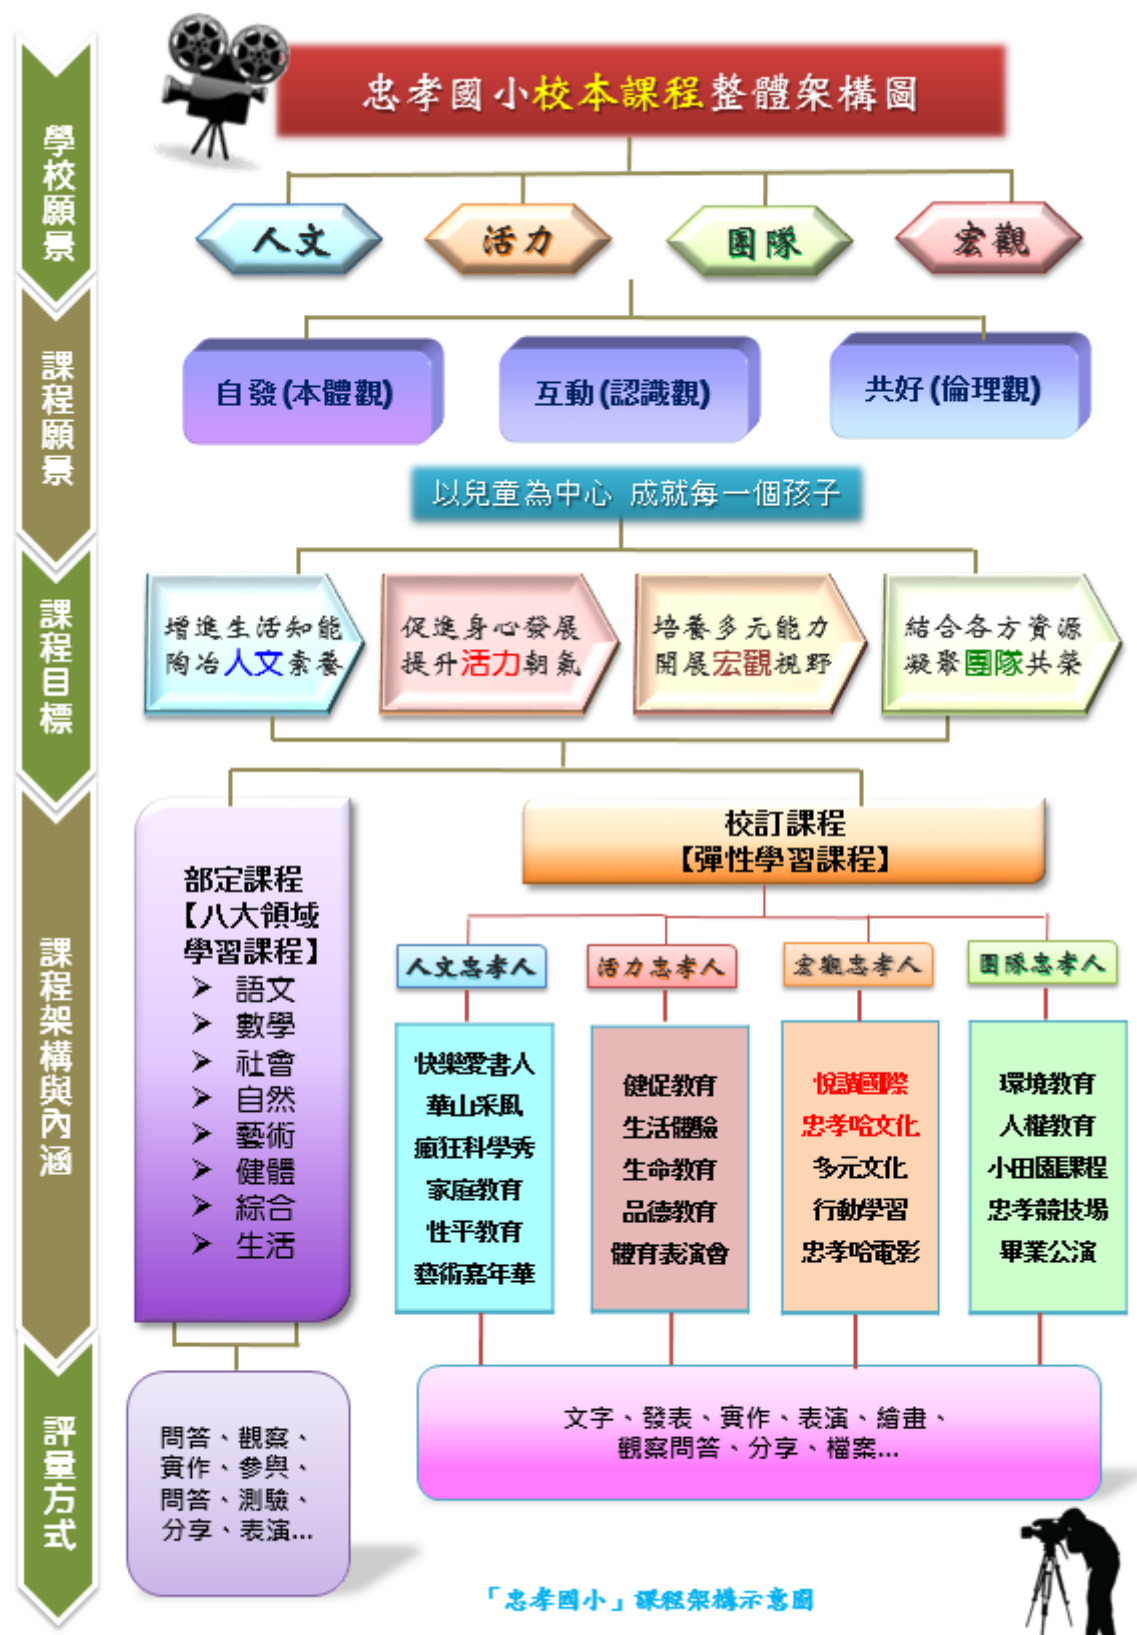 忠孝國小校本課程整體架構圖
學校願景
人文
活力
團隊
宏觀
課程願景
自發(本體觀)
互動(認識觀)
共好(倫理觀)
以兒童為中心 成就每一個孩子
課程目標
增進生活知能
陶冶人文素養
促進身心發展
提升活力朝氣
培養多元能力
開展宏觀視野
結合各方資源
凝聚團隊共榮
課程架構與內涵
部定課程
【八大領域
學習課程】
➢ 語文
➢ 數學
➢ 社會
➢ 自然
➢ 藝術
➢ 健體
➢ 綜合
➢ 生活
校訂課程
【彈性學習課程】
人文忠孝人
快樂愛書人
華山采風
瘋狂科學秀
家庭教育
性平教育
藝術嘉年華
活力忠孝人
健促教育
生活體驗
生命教育
品德教育
體育表演會
宏觀忠孝人
悅讀國際
忠孝哈文化
多元文化
行動學習
忠孝哈電影
團隊忠孝人
環境教育
人權教育
小田園課程
忠孝競技場
畢業公演
評量方式
問答、觀察、
實作、參與、
問答、測驗、
分享、表演...
文字、發表、實作、表演、繪畫、
觀察問答、分享、檔案...
「忠孝國小」課程架構示意圖